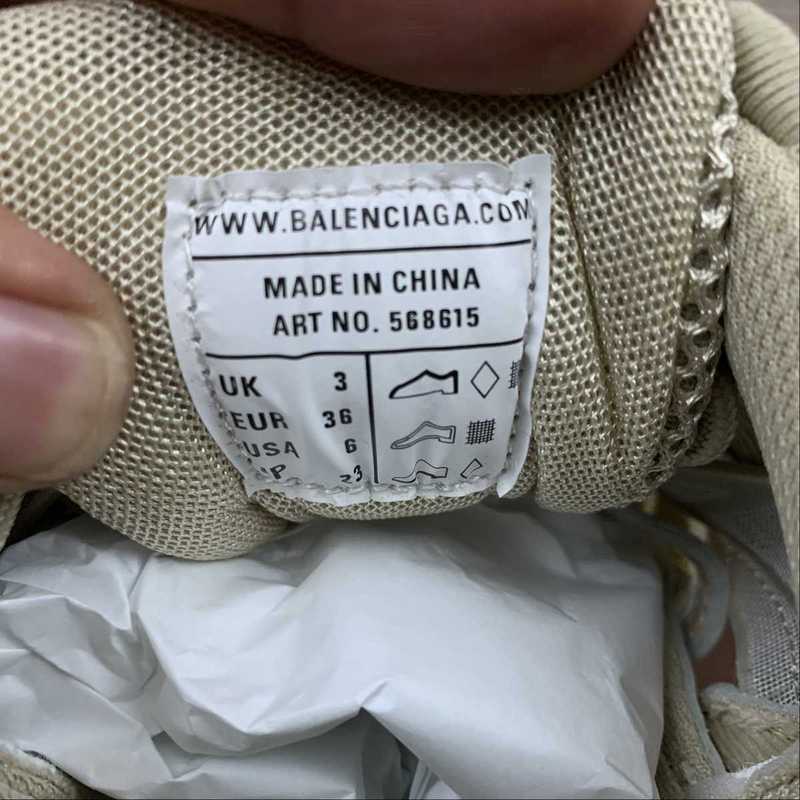 WWW.BALENCIAGA.COM
MADE IN CHINA
ART NO. 568615
UK 3
EUR 36
USA 6